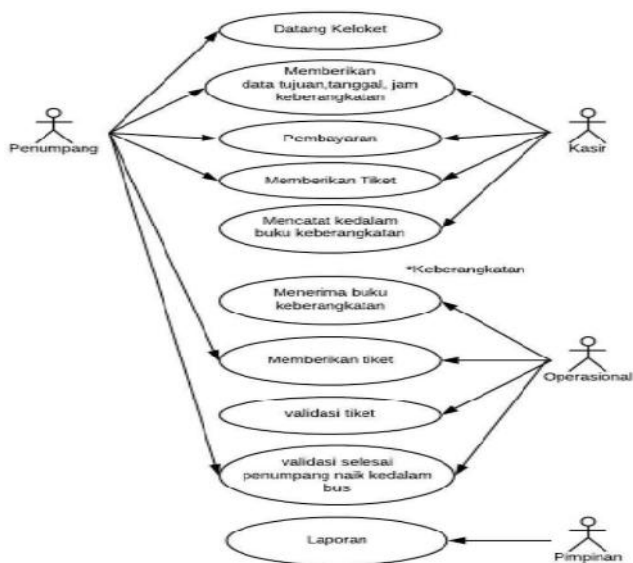 Datang Keloket
Memberikan
data tujuan,tanggal, jam
keberangkatan
Penumpang
Pembayaran
Kasir
Memberikan Tiket
Mencatat kedalam
buku keberangkatan
*Keberangkatan
Menerima buku
keberangkatan
Memberikan tiket
Operasional
validasi tiket
validasi selesai
penumpang naik kedalam
bus
Laporan
Pimpinan